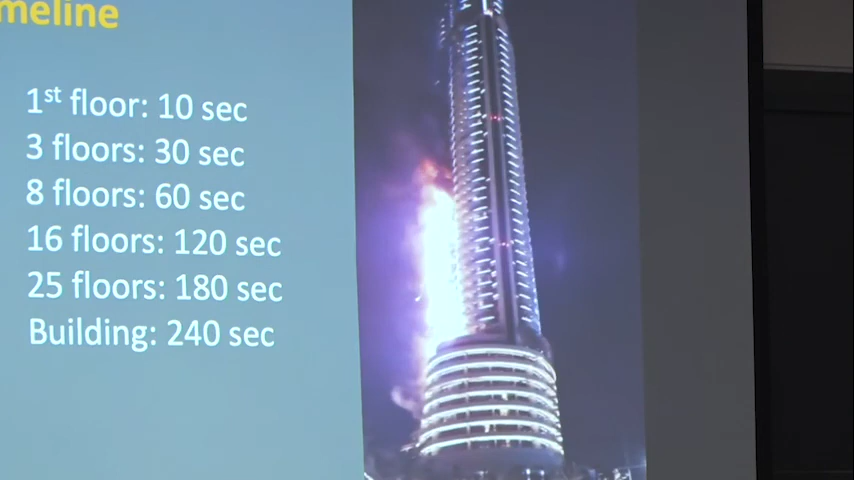 meline
1st floor: 10 sec
3 floors: 30 sec
8 floors: 60 sec
16 floors: 120 sec
25 floors: 180 sec
Building: 240 sec